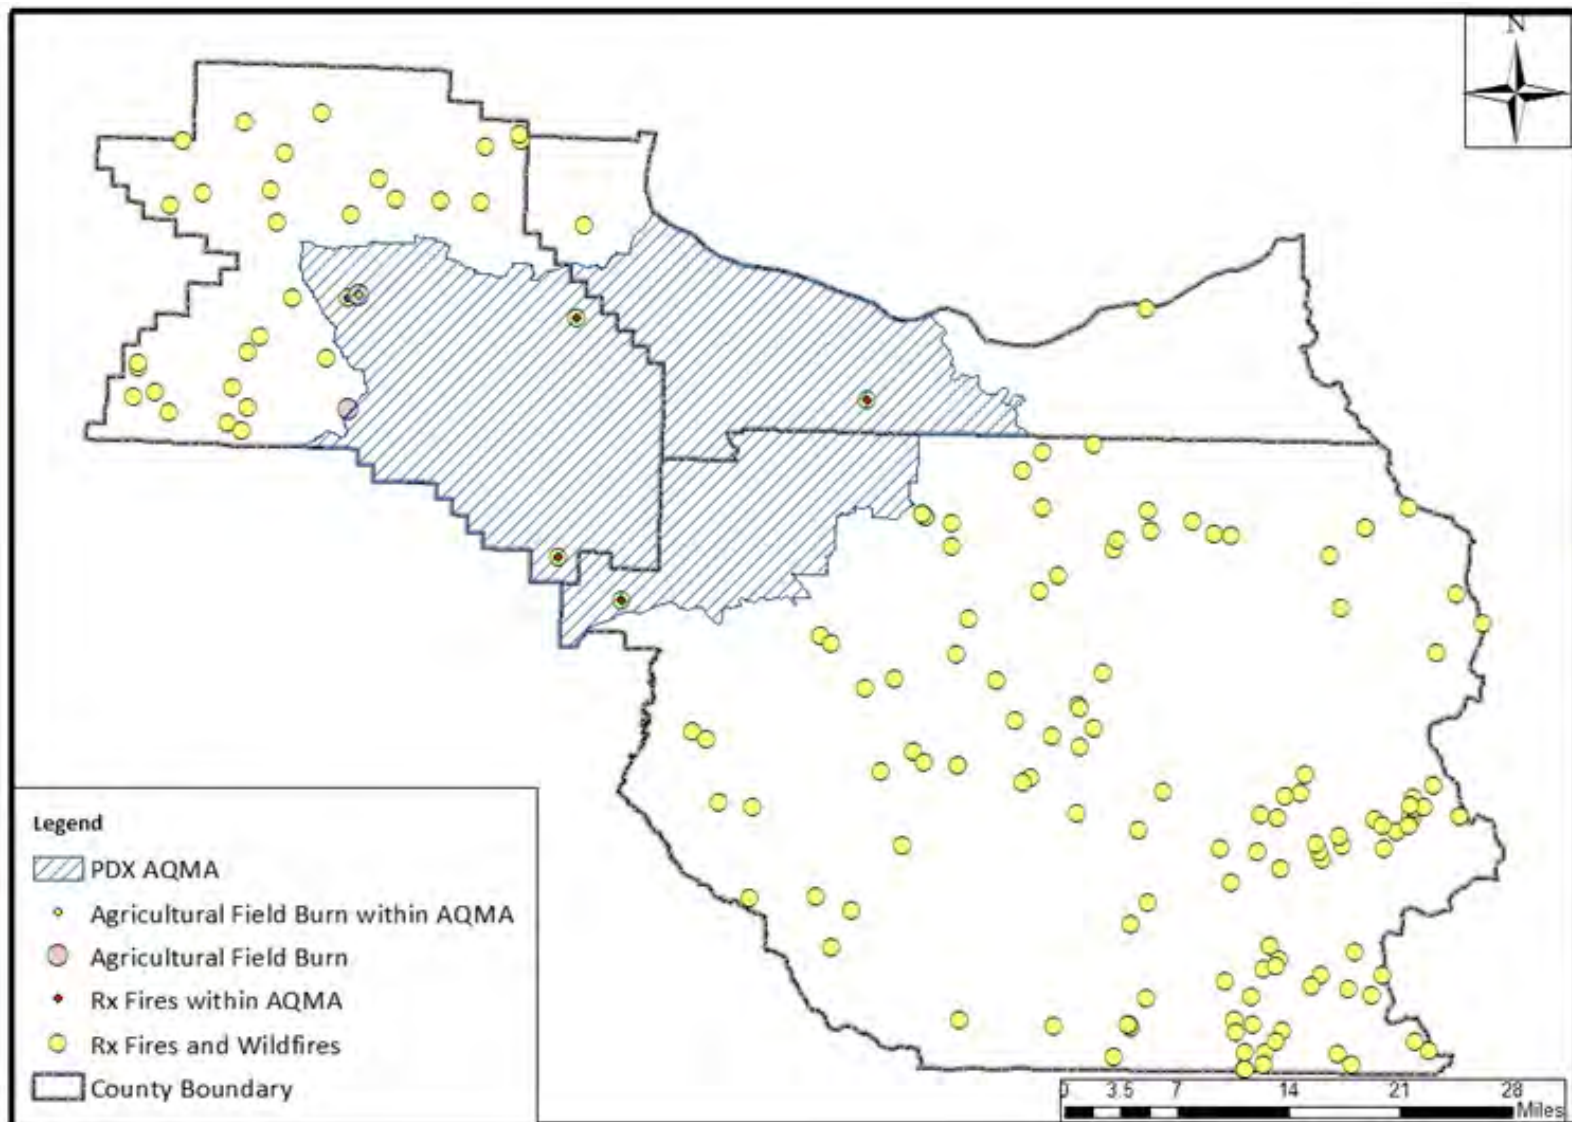 N
Legend
PDX AQMA
Agricultural Field Burn within AQMA
Agricultural Field Burn
Rx Fires within AQMA
Rx Fires and Wildfires
County Boundary
0 3.5 7 14 21 28
Miles